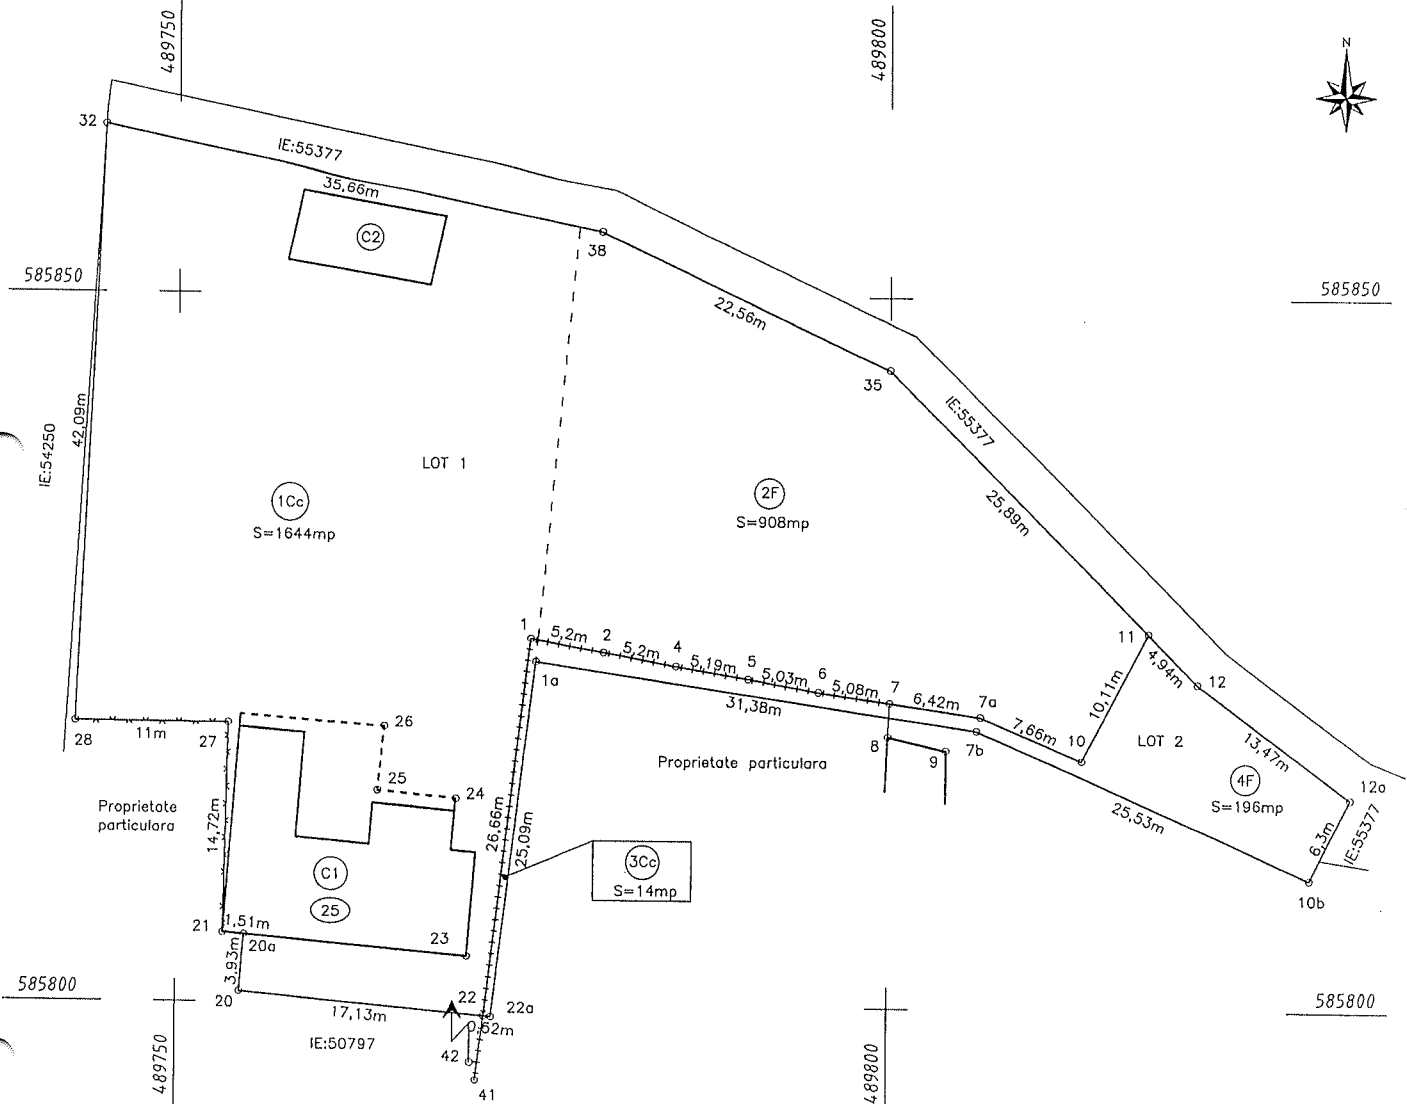 489750
489800
N
32
IE:55377
35,66m
C2
38
585850
585850
22,56m
35
IE:55377
42,09m
IE:54250
LOT 1
1Cc
S=1644mp
2F
S=908mp
25,89m
1
5,2m
2
5,2m
4
5,19m
5
5,03m
6
5,08m
7
6,42m
7a
11
4,94m
12
1a
31,38m
7,66m
10
10,11m
LOT 2
13,47m
28
11m
27
26
8
9
7b
Proprietate particulara
4F
S=196mp
12a
25
24
Proprietate
particulara
14,72m
26,66m
25,09m
25,53m
6,3m
IE:55377
3Cc
S=14mp
C1
25
10b
21
1,51m
20a
23
3,93m
585800
585800
20
17,13m
22
22a
0,62m
IE:50797
42
41
489750
489800